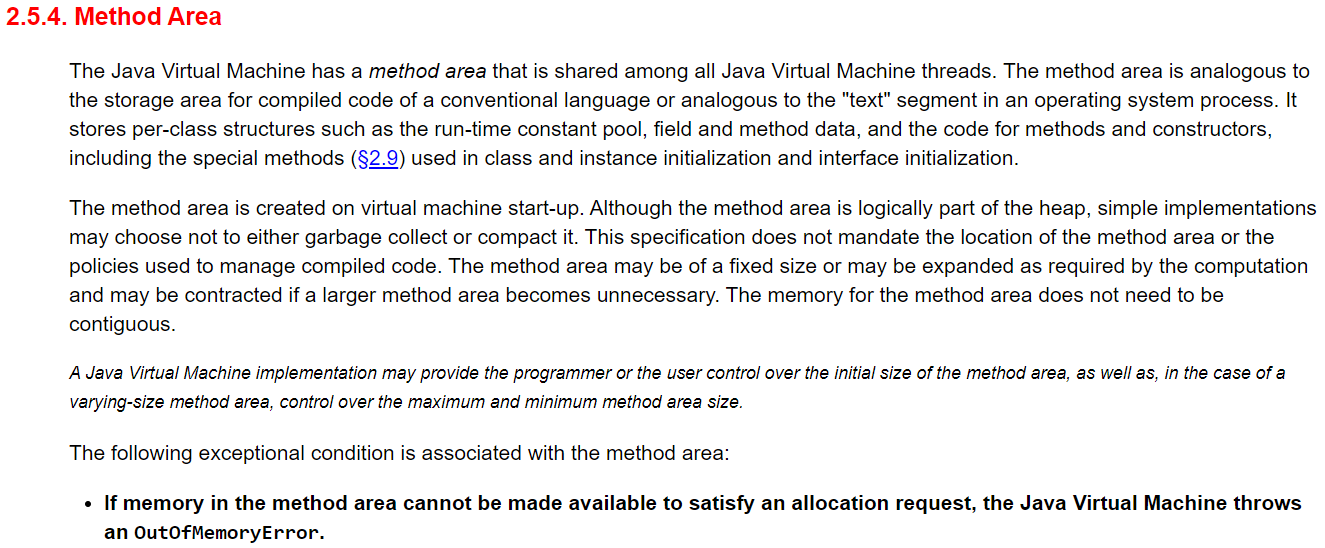 2.5.4. Method Area
The Java Virtual Machine has a method area that is shared among all Java Virtual Machine threads. The method area is analogous to
the storage area for compiled code of a conventional language or analogous to the "text" segment in an operating system process. It
stores per-class structures such as the run-time constant pool, field and method data, and the code for methods and constructors,
including the special methods (§2.9) used in class and instance initialization and interface initialization.
The method area is created on virtual machine start-up. Although the method area is logically part of the heap, simple implementations
may choose not to either garbage collect or compact it. This specification does not mandate the location of the method area or the
policies used to manage compiled code. The method area may be of a fixed size or may be expanded as required by the computation
and may be contracted if a larger method area becomes unnecessary. The memory for the method area does not need to be
contiguous.
A Java Virtual Machine implementation may provide the programmer or the user control over the initial size of the method area, as well as, in the case of a
varying-size method area, control over the maximum and minimum method area size.
The following exceptional condition is associated with the method area:
• If memory in the method area cannot be made available to satisfy an allocation request, the Java Virtual Machine throws
an OutOfMemoryError.